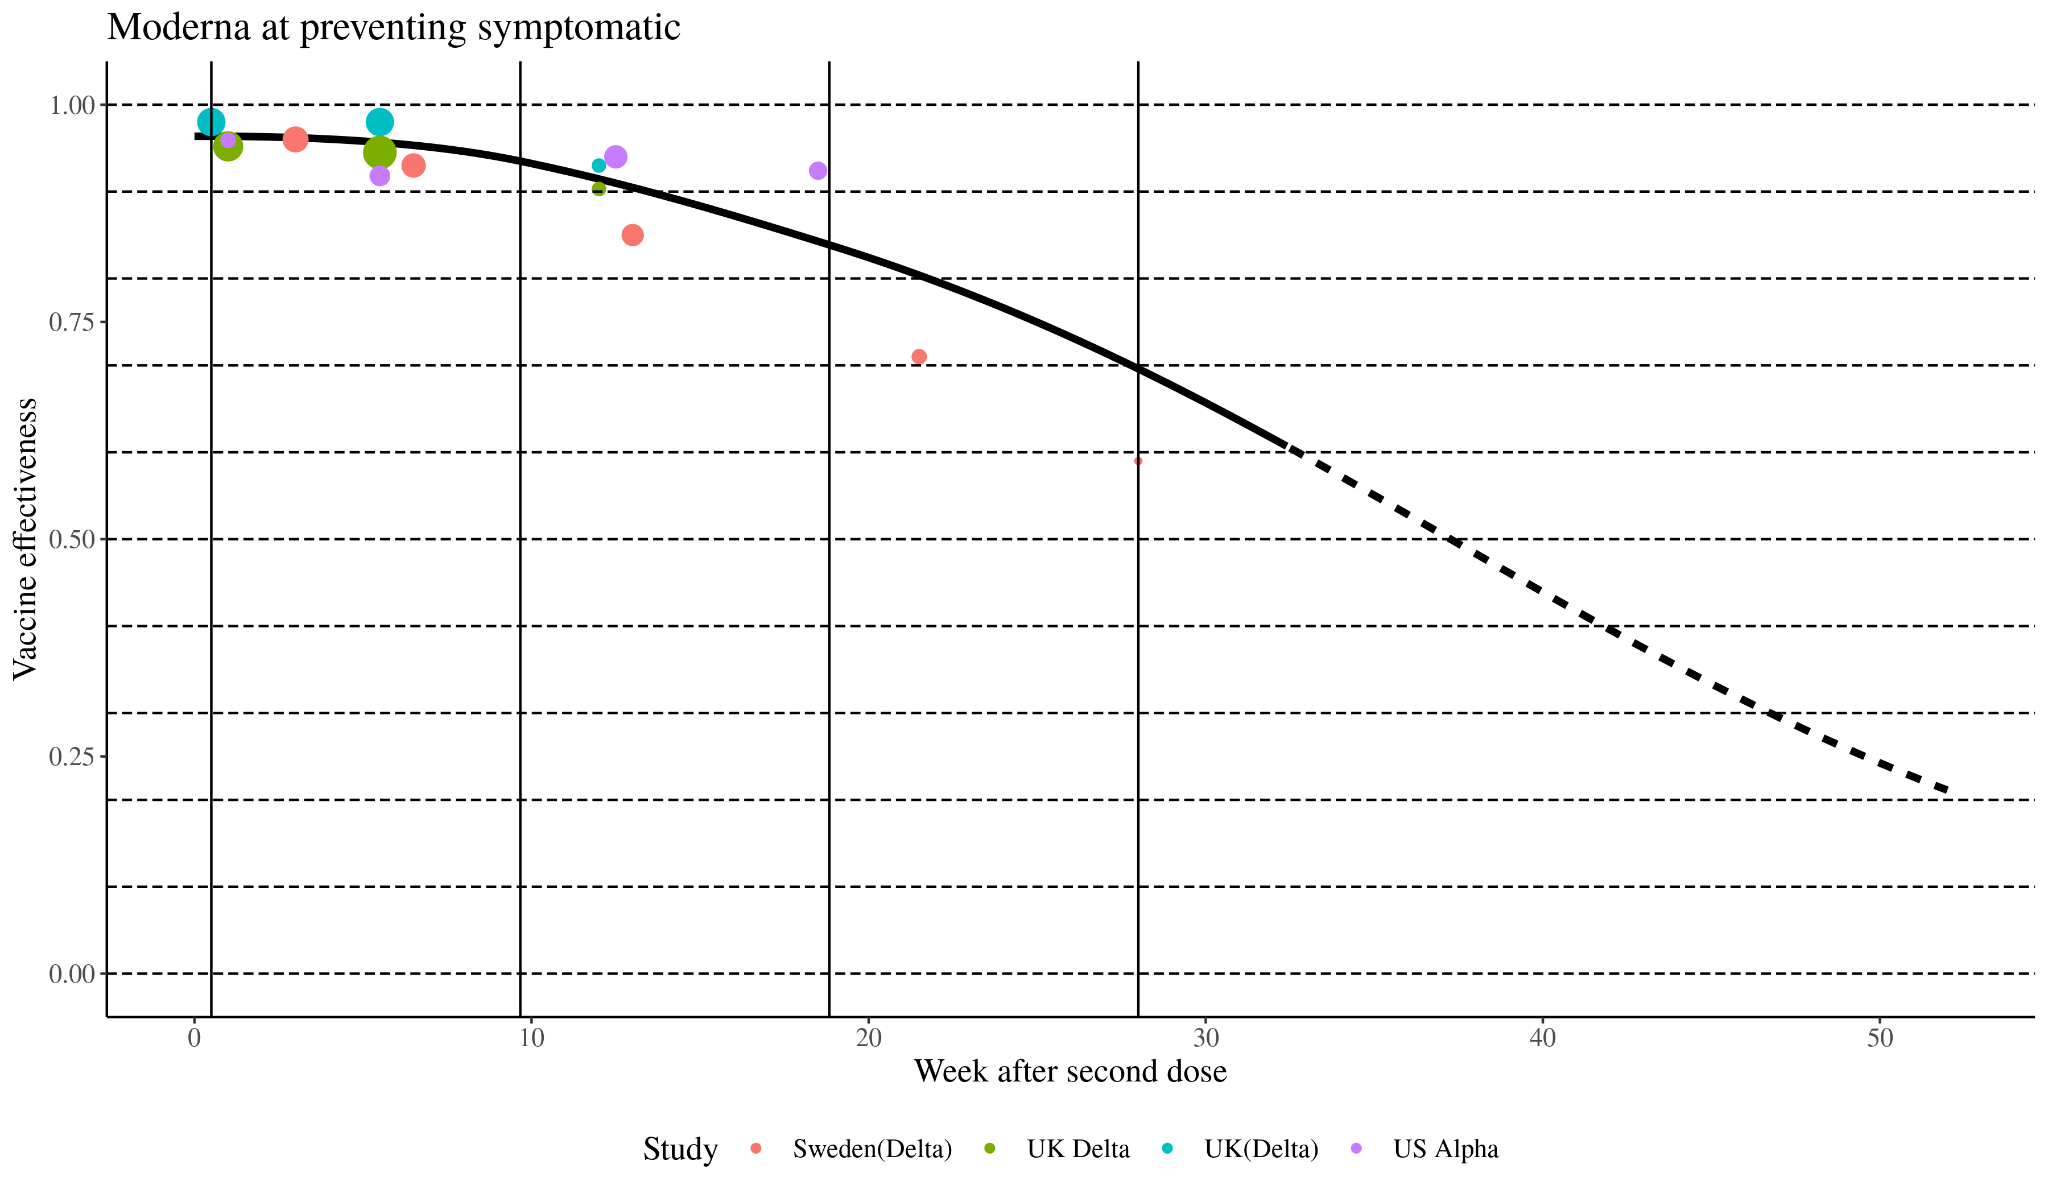 Moderna at preventing symptomatic
1.00
0.75
0.50
0.25
0.00
Vaccine effectiveness
0 10 20 30 40 50
Week after second dose
Study Sweden(Delta) UK Delta UK(Delta) US Alpha